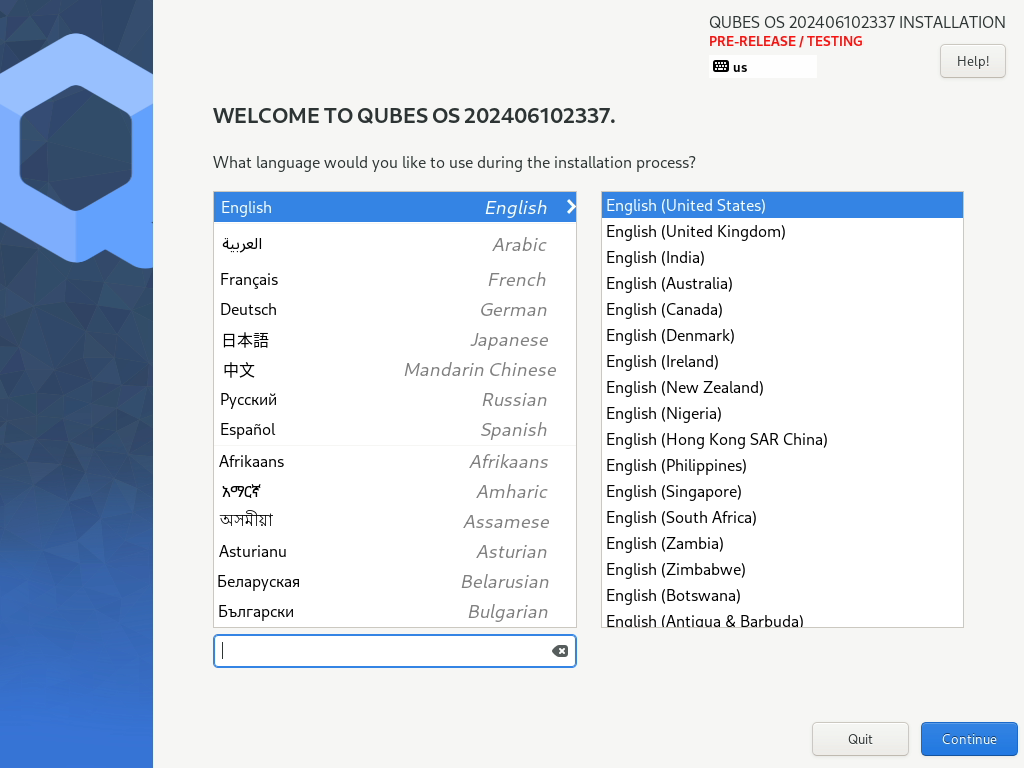 QUBES OS 202406102337 INSTALLATION
PRE-RELEASE / TESTING
us
Help!
WELCOME TO QUBES OS 202406102337.
What language would you like to use during the installation process?
English English
العربية Arabic
Français French
Deutsch German
日本語 Japanese
中文 Mandarin Chinese
Русский Russian
Español Spanish
Afrikaans Afrikaans
አማርኛ Amharic
অসমীয়া Assamese
Asturianu Asturian
Беларуская Belarusian
Български Bulgarian
English (United States)
English (United Kingdom)
English (India)
English (Australia)
English (Canada)
English (Denmark)
English (Ireland)
English (New Zealand)
English (Nigeria)
English (Hong Kong SAR China)
English (Philippines)
English (Singapore)
English (South Africa)
English (Zambia)
English (Zimbabwe)
English (Botswana)
English (Antigua & Barbuda)
Quit
Continue